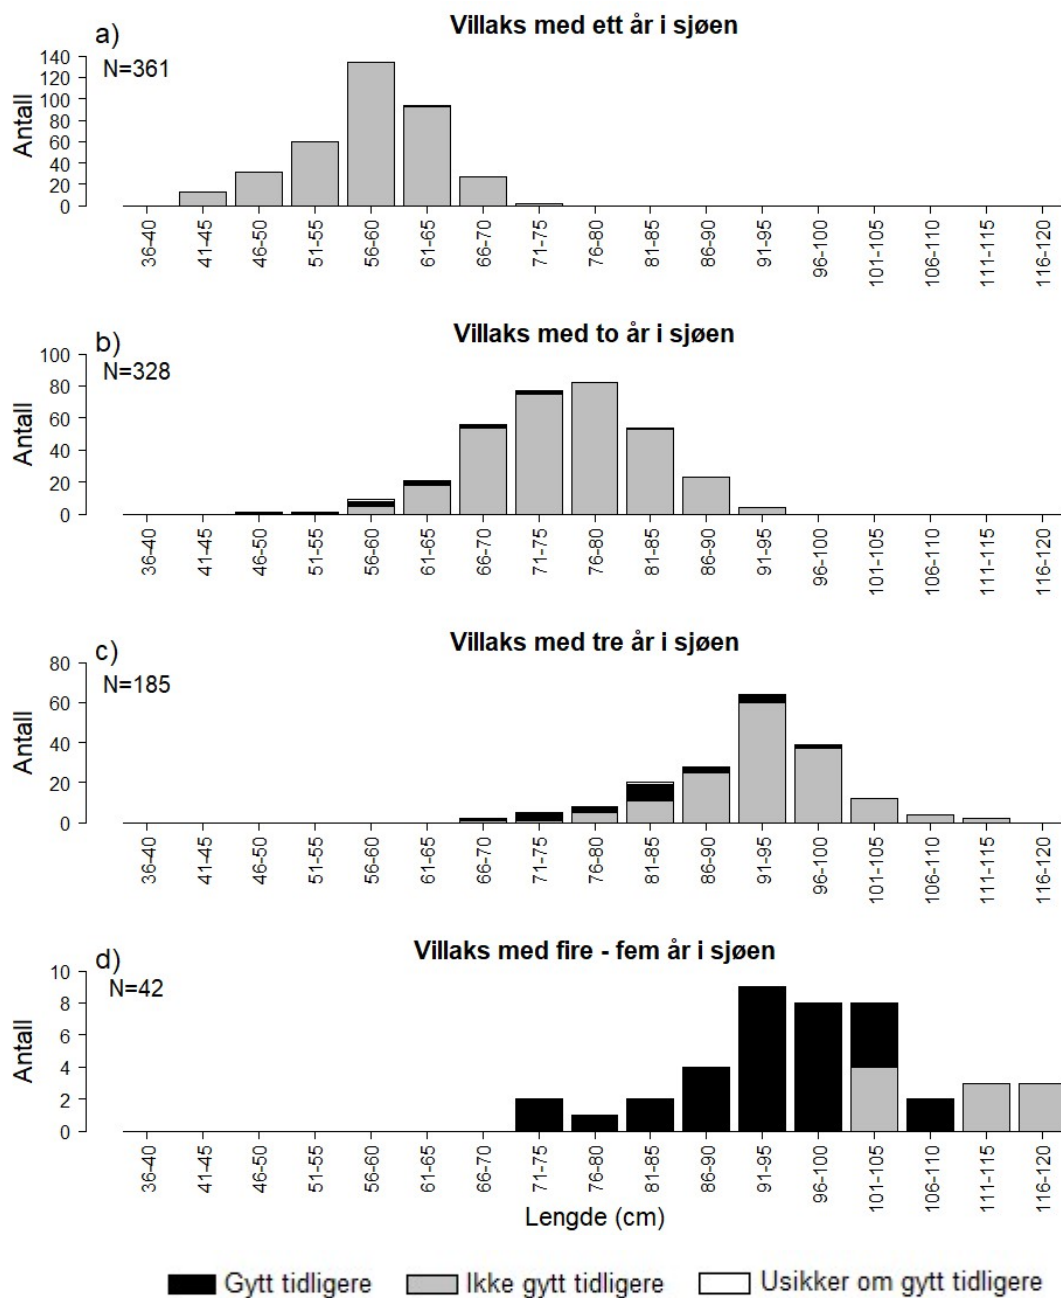 a)
Villaks med ett år i sjøen
N=361
Antall
140
120
100
80
60
40
20
0
36-40 41-45 46-50 51-55 56-60 61-65 66-70 71-75 76-80 81-85 86-90 91-95 96-100 101-105 106-110 111-115 116-120
b)
Villaks med to år i sjøen
N=328
Antall
100
80
60
40
20
0
36-40 41-45 46-50 51-55 56-60 61-65 66-70 71-75 76-80 81-85 86-90 91-95 96-100 101-105 106-110 111-115 116-120
c)
Villaks med tre år i sjøen
N=185
Antall
80
60
40
20
0
36-40 41-45 46-50 51-55 56-60 61-65 66-70 71-75 76-80 81-85 86-90 91-95 96-100 101-105 106-110 111-115 116-120
d)
Villaks med fire - fem år i sjøen
N=42
Antall
10
8
6
4
2
0
36-40 41-45 46-50 51-55 56-60 61-65 66-70 71-75 76-80 81-85 86-90 91-95 96-100 101-105 106-110 111-115 116-120
Lengde (cm)
Gytt tidligere Ikke gytt tidligere Usikker om gytt tidligere